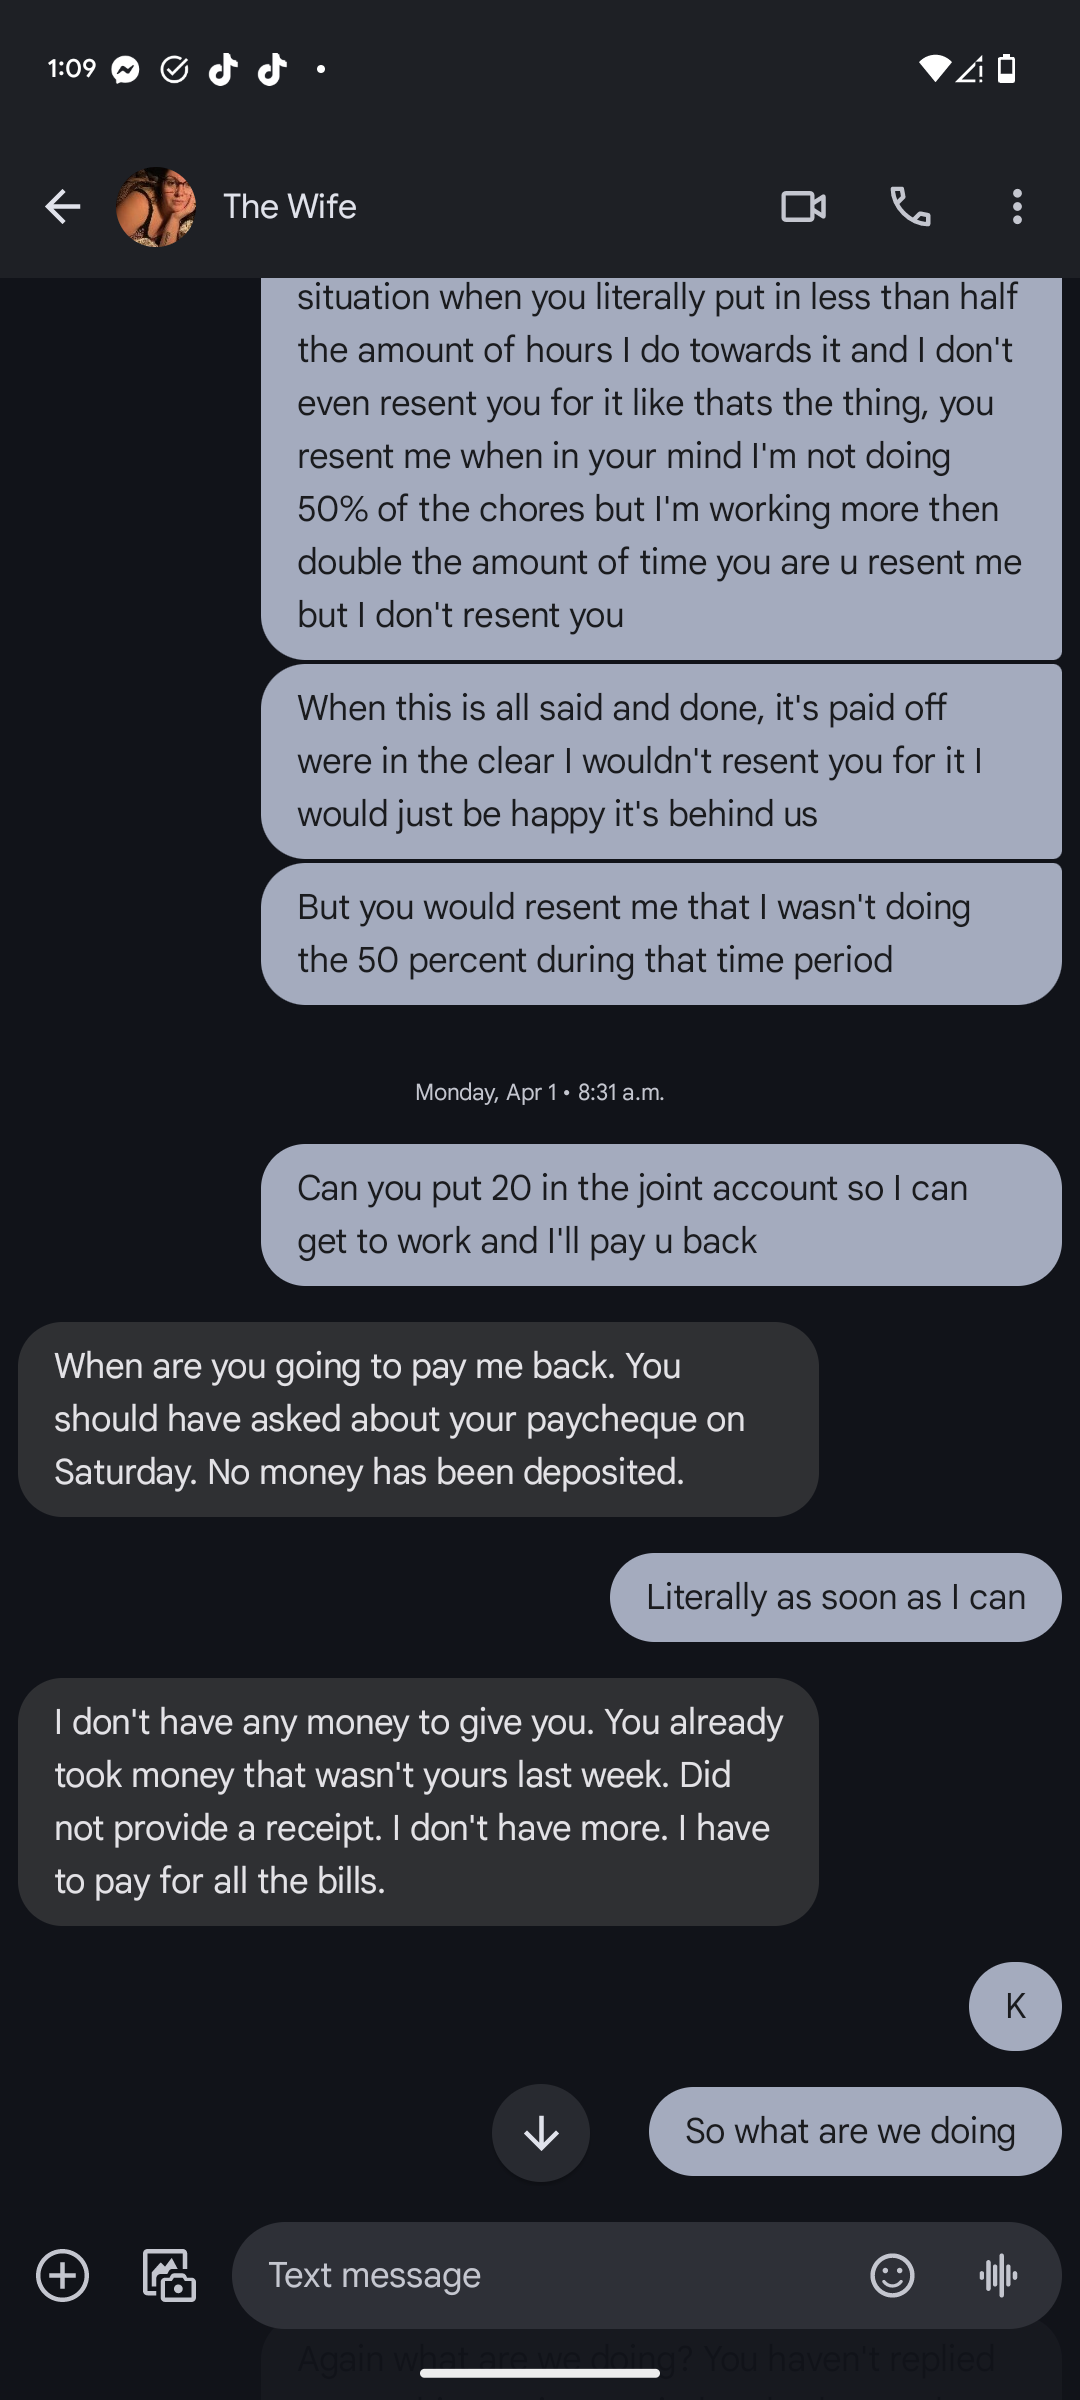 1:09
The Wife
situation when you literally put in less than half
the amount of hours I do towards it and I don't
even resent you for it like thats the thing, you
resent me when in your mind I'm not doing
50% of the chores but I'm working more then
double the amount of time you are u resent me
but I don't resent you
When this is all said and done, it's paid off
were in the clear I wouldn't resent you for it I
would just be happy it's behind us
But you would resent me that I wasn't doing
the 50 percent during that time period
Monday, Apr 1 • 8:31 a.m.
Can you put 20 in the joint account so I can
get to work and I'll pay u back
When are you going to pay me back. You
should have asked about your paycheque on
Saturday. No money has been deposited.
Literally as soon as I can
I don't have any money to give you. You already
took money that wasn't yours last week. Did
not provide a receipt. I don't have more. I have
to pay for all the bills.
K
So what are we doing
Text message
Again what are we doing? You haven't replied